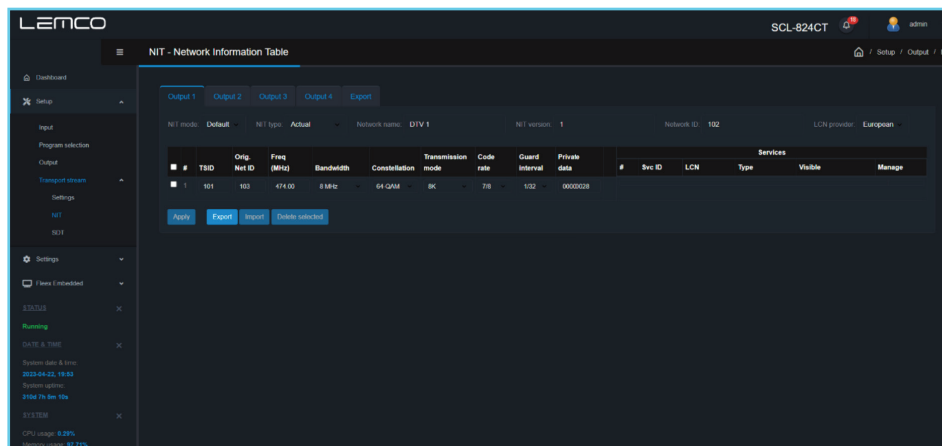 LEMCO
SCL-824CT 10 admin
NIT - Network Information Table
/ Setup / Output /
Dashboard
Setup
Input
Program selection
Output
Transport stream
Settings
NIT
SDT
Settings
Flees Embedded
STATUS
Running
DATE & TIME
System date & time:
2023-04-22, 19:53
System uptime:
310d 7h 5m 10s
SYSTEM
CPU usage: 0.29%
Memory usage: 97.71%
Output 1 Output 2 Output 3 Output 4 Export
NIT mode: Default NIT type: Actual Network name: DTV 1 NIT version: 1 Network ID: 102 LCN provider: European
# TSID Orig. Net ID Freq (MHz) Bandwidth Constellation Transmission mode Code rate Guard interval Private data
Services
# Svc ID LCN Type Visible Manage
1 101 103 474.00 8 MHz 64-QAM 8K 7/8 1/32 00000028
Apply Export Import Delete selected